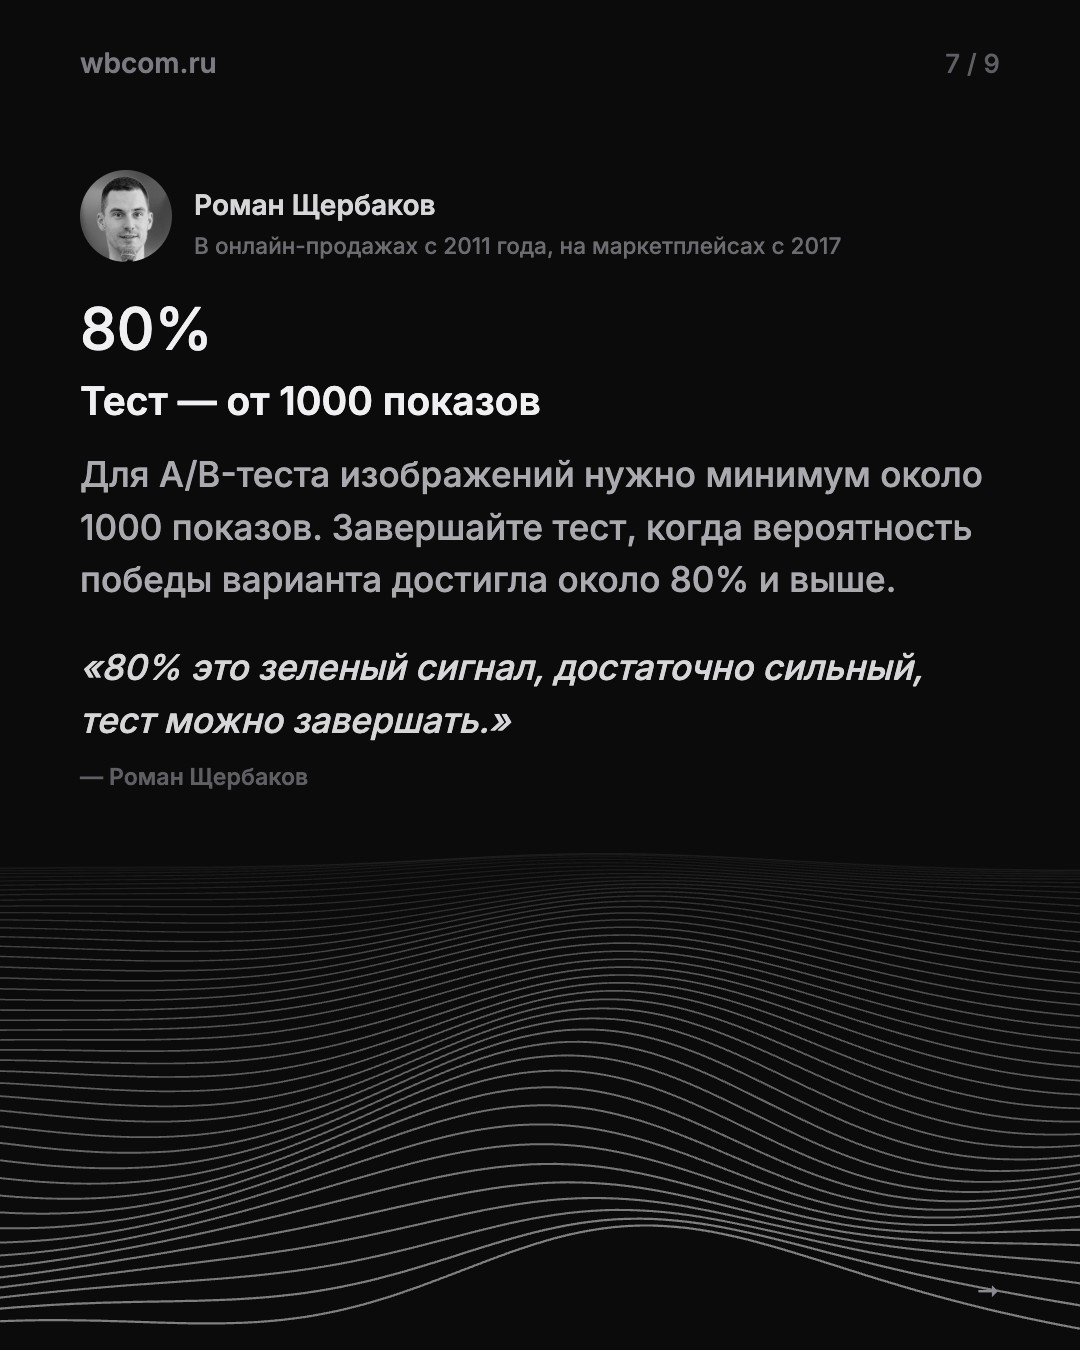 wbcom.ru
7 / 9
Роман Щербаков
В онлайн-продажах с 2011 года, на маркетплейсах с 2017
80%
Тест — от 1000 показов
Для A/B-теста изображений нужно минимум около
1000 показов. Завершайте тест, когда вероятность
победы варианта достигла около 80% и выше.
«80% это зеленый сигнал, достаточно сильный,
тест можно завершать.»
— Роман Щербаков
→